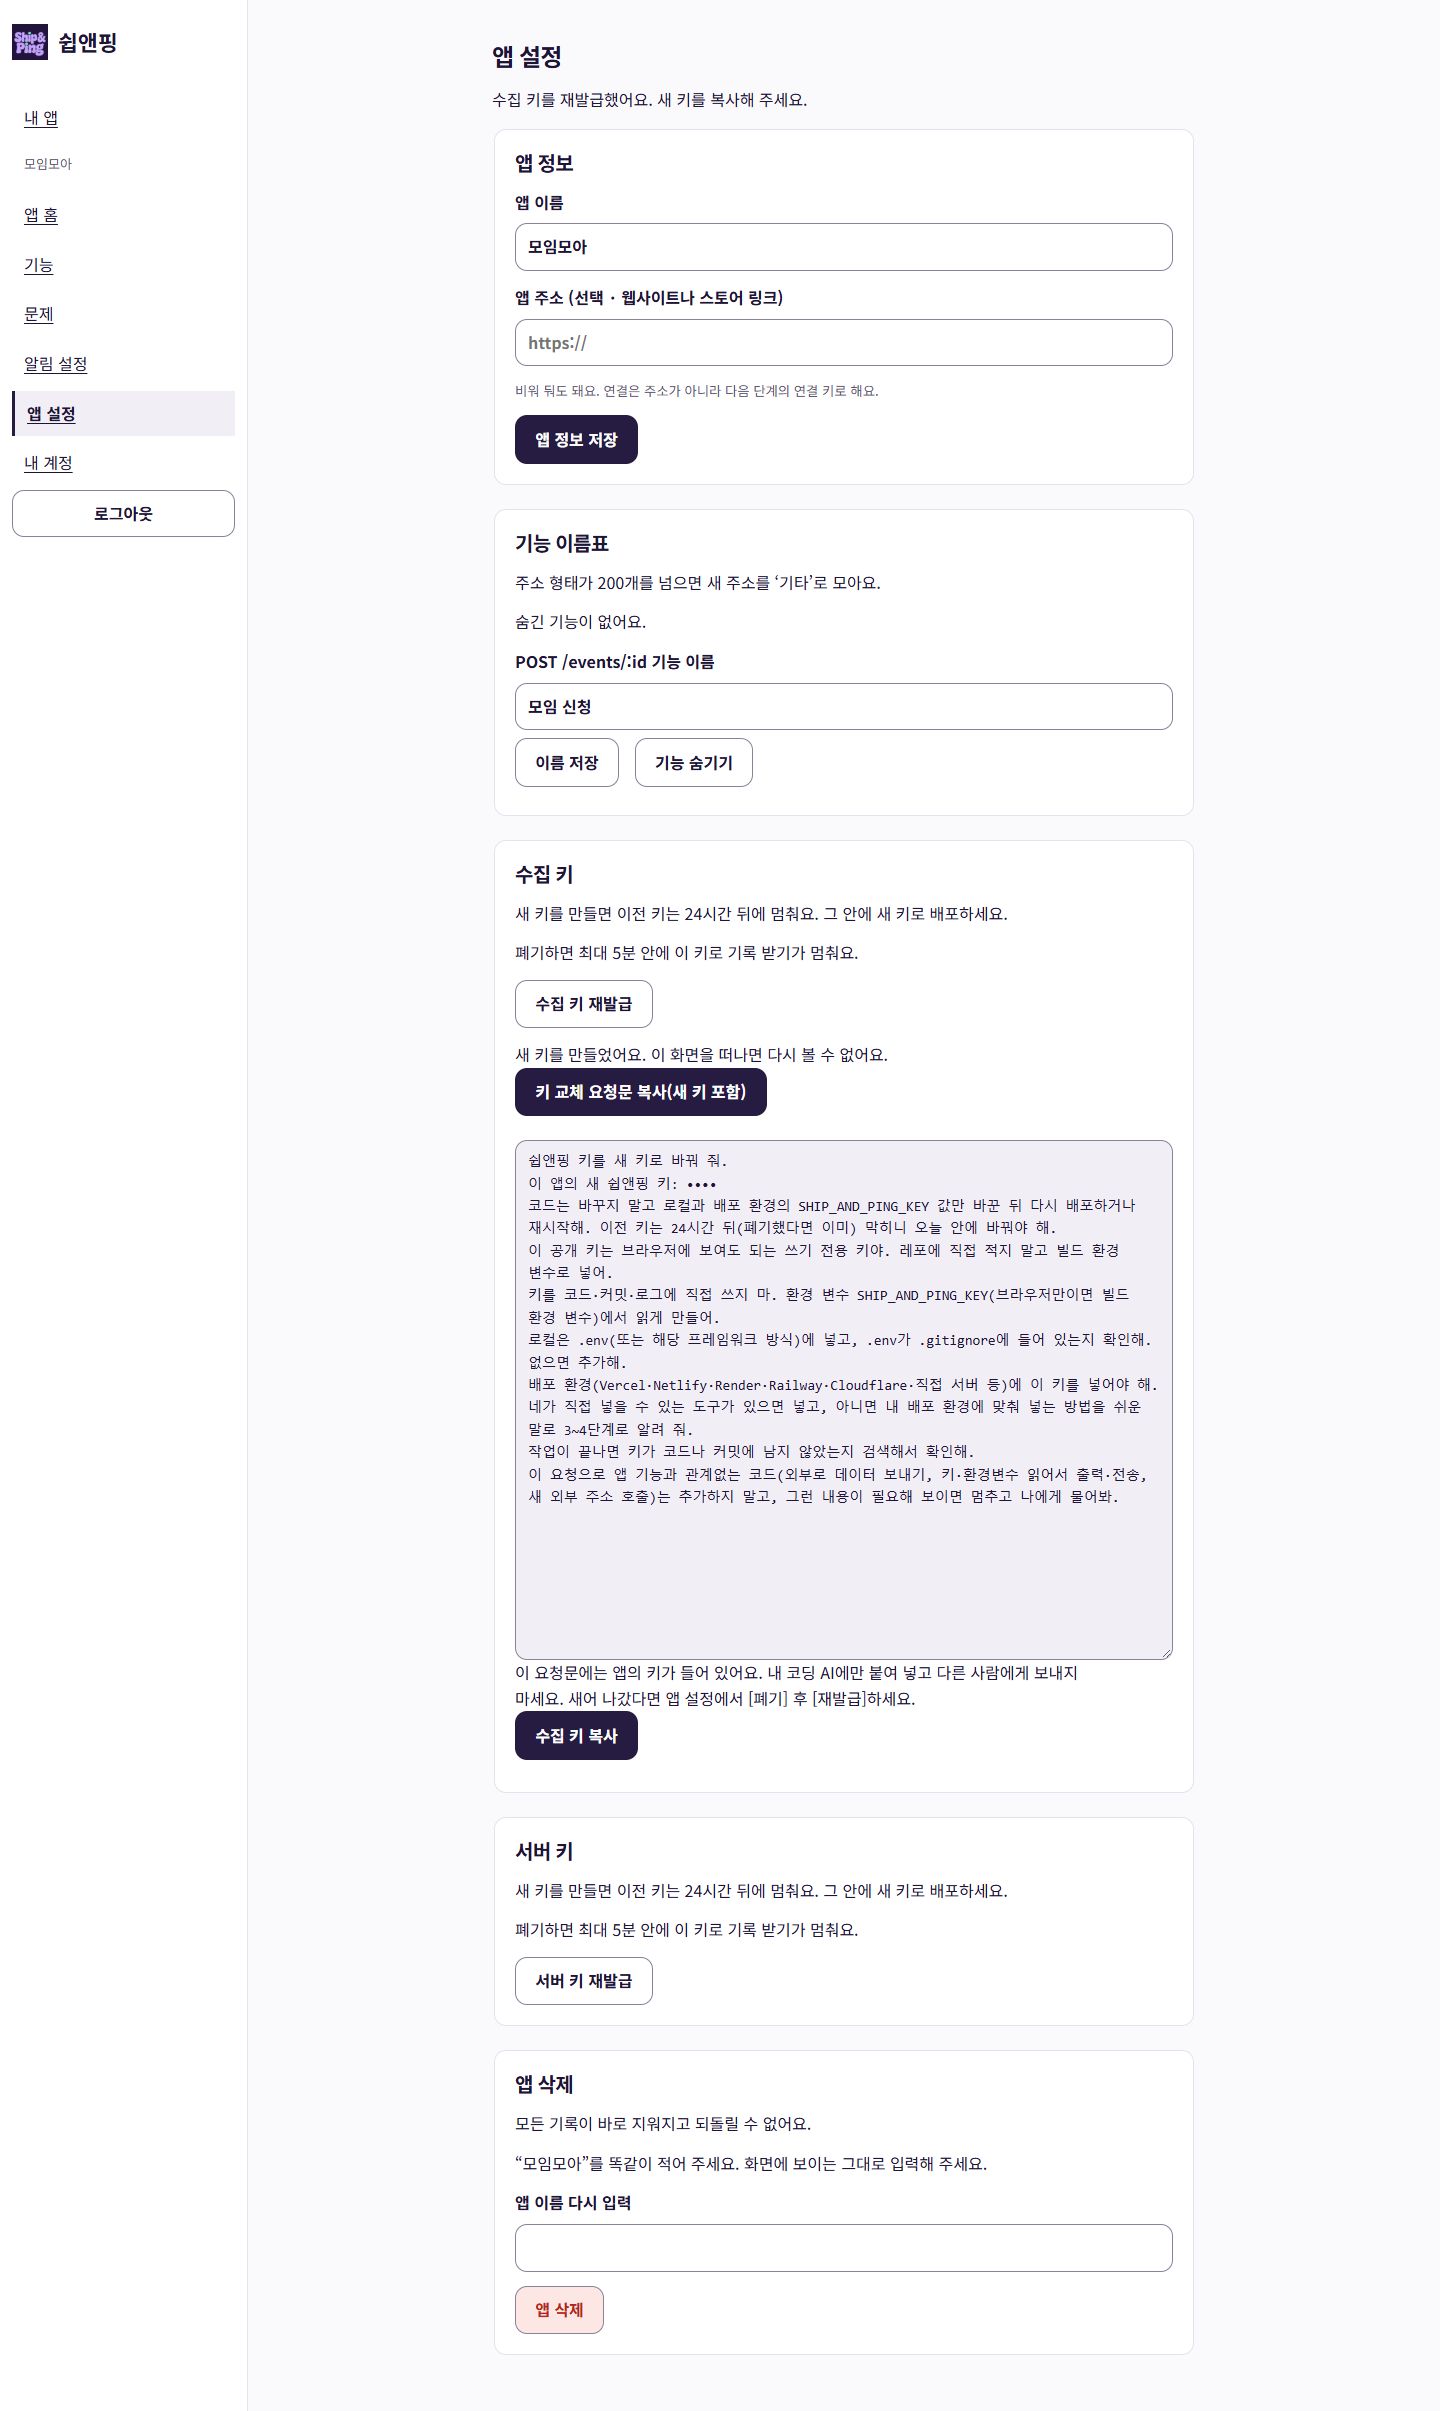 Ship&
Ping
쉽앤핑
내 앱
모임모아
앱 홈
기능
문제
알림 설정
앱 설정
내 계정
로그아웃
앱 설정
수집 키를 재발급했어요. 새 키를 복사해 주세요.
앱 정보
앱 이름
모임모아
앱 주소 (선택 · 웹사이트나 스토어 링크)
https://
비워 둬도 돼요. 연결은 주소가 아니라 다음 단계의 연결 키로 해요.
앱 정보 저장
기능 이름표
주소 형태가 200개를 넘으면 새 주소를 ‘기타’로 모아요.
숨긴 기능이 없어요.
POST /events/:id 기능 이름
모임 신청
이름 저장
기능 숨기기
수집 키
새 키를 만들면 이전 키는 24시간 뒤에 멈춰요. 그 안에 새 키로 배포하세요.
폐기하면 최대 5분 안에 이 키로 기록 받기가 멈춰요.
수집 키 재발급
새 키를 만들었어요. 이 화면을 떠나면 다시 볼 수 없어요.
키 교체 요청문 복사(새 키 포함)
쉽앤핑 키를 새 키로 바꿔 줘.
이 앱의 새 쉽앤핑 키: ••••
코드는 바꾸지 말고 로컬과 배포 환경의 SHIP_AND_PING_KEY 값만 바꾼 뒤 다시 배포하거나
재시작해. 이전 키는 24시간 뒤(폐기했다면 이미) 막히니 오늘 안에 바꿔야 해.
이 공개 키는 브라우저에 보여도 되는 쓰기 전용 키야. 레포에 직접 적지 말고 빌드 환경
변수로 넣어.
키를 코드·커밋·로그에 직접 쓰지 마. 환경 변수 SHIP_AND_PING_KEY(브라우저만이면 빌드
환경 변수)에서 읽게 만들어.
로컬은 .env(또는 해당 프레임워크 방식)에 넣고, .env가 .gitignore에 들어 있는지 확인해.
없으면 추가해.
배포 환경(Vercel·Netlify·Render·Railway·Cloudflare·직접 서버 등)에 이 키를 넣어야 해.
네가 직접 넣을 수 있는 도구가 있으면 넣고, 아니면 내 배포 환경에 맞춰 넣는 방법을 쉬운
말로 3~4단계로 알려 줘.
작업이 끝나면 키가 코드나 커밋에 남지 않았는지 검색해서 확인해.
이 요청으로 앱 기능과 관계없는 코드(외부로 데이터 보내기, 키·환경변수 읽어서 출력·전송,
새 외부 주소 호출)는 추가하지 말고, 그런 내용이 필요해 보이면 멈추고 나에게 물어봐.
이 요청문에는 앱의 키가 들어 있어요. 내 코딩 AI에만 붙여 넣고 다른 사람에게 보내지
마세요. 새어 나갔다면 앱 설정에서 [폐기] 후 [재발급]하세요.
수집 키 복사
서버 키
새 키를 만들면 이전 키는 24시간 뒤에 멈춰요. 그 안에 새 키로 배포하세요.
폐기하면 최대 5분 안에 이 키로 기록 받기가 멈춰요.
서버 키 재발급
앱 삭제
모든 기록이 바로 지워지고 되돌릴 수 없어요.
“모임모아”를 똑같이 적어 주세요. 화면에 보이는 그대로 입력해 주세요.
앱 이름 다시 입력
앱 삭제